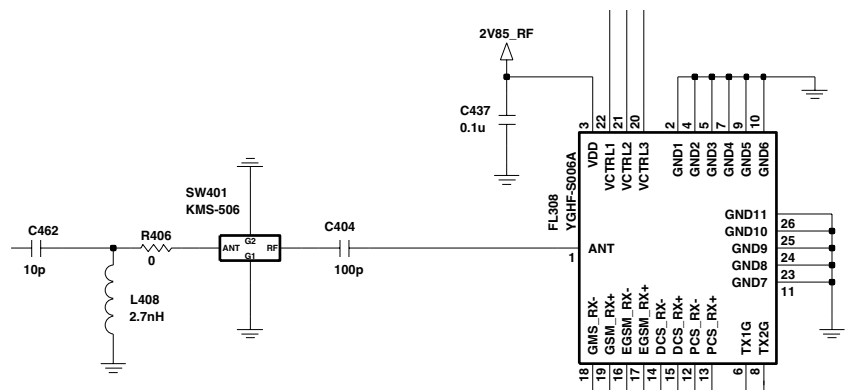 2V85_RF
C437
0.1u
3
22
21
20
2
4
5
7
9
10
VDD
VCTRL1
VCTRL2
VCTRL3
GND1
GND2
GND3
GND4
GND5
GND6
FL308
YGHF-S006A
SW401
KMS-506
C462
10p
R406
0
ANT
G2
G1
RF
C404
100p
1
ANT
L408
2.7nH
GND11
26
GND10
25
GND9
24
GND8
23
GND7
11
GMS_RX-
GSM_RX+
EGSM_RX-
EGSM_RX+
DCS_RX-
DCS_RX+
PCS_RX-
PCS_RX+
TX1G
TX2G
18
19
16
17
14
15
12
13
6
8